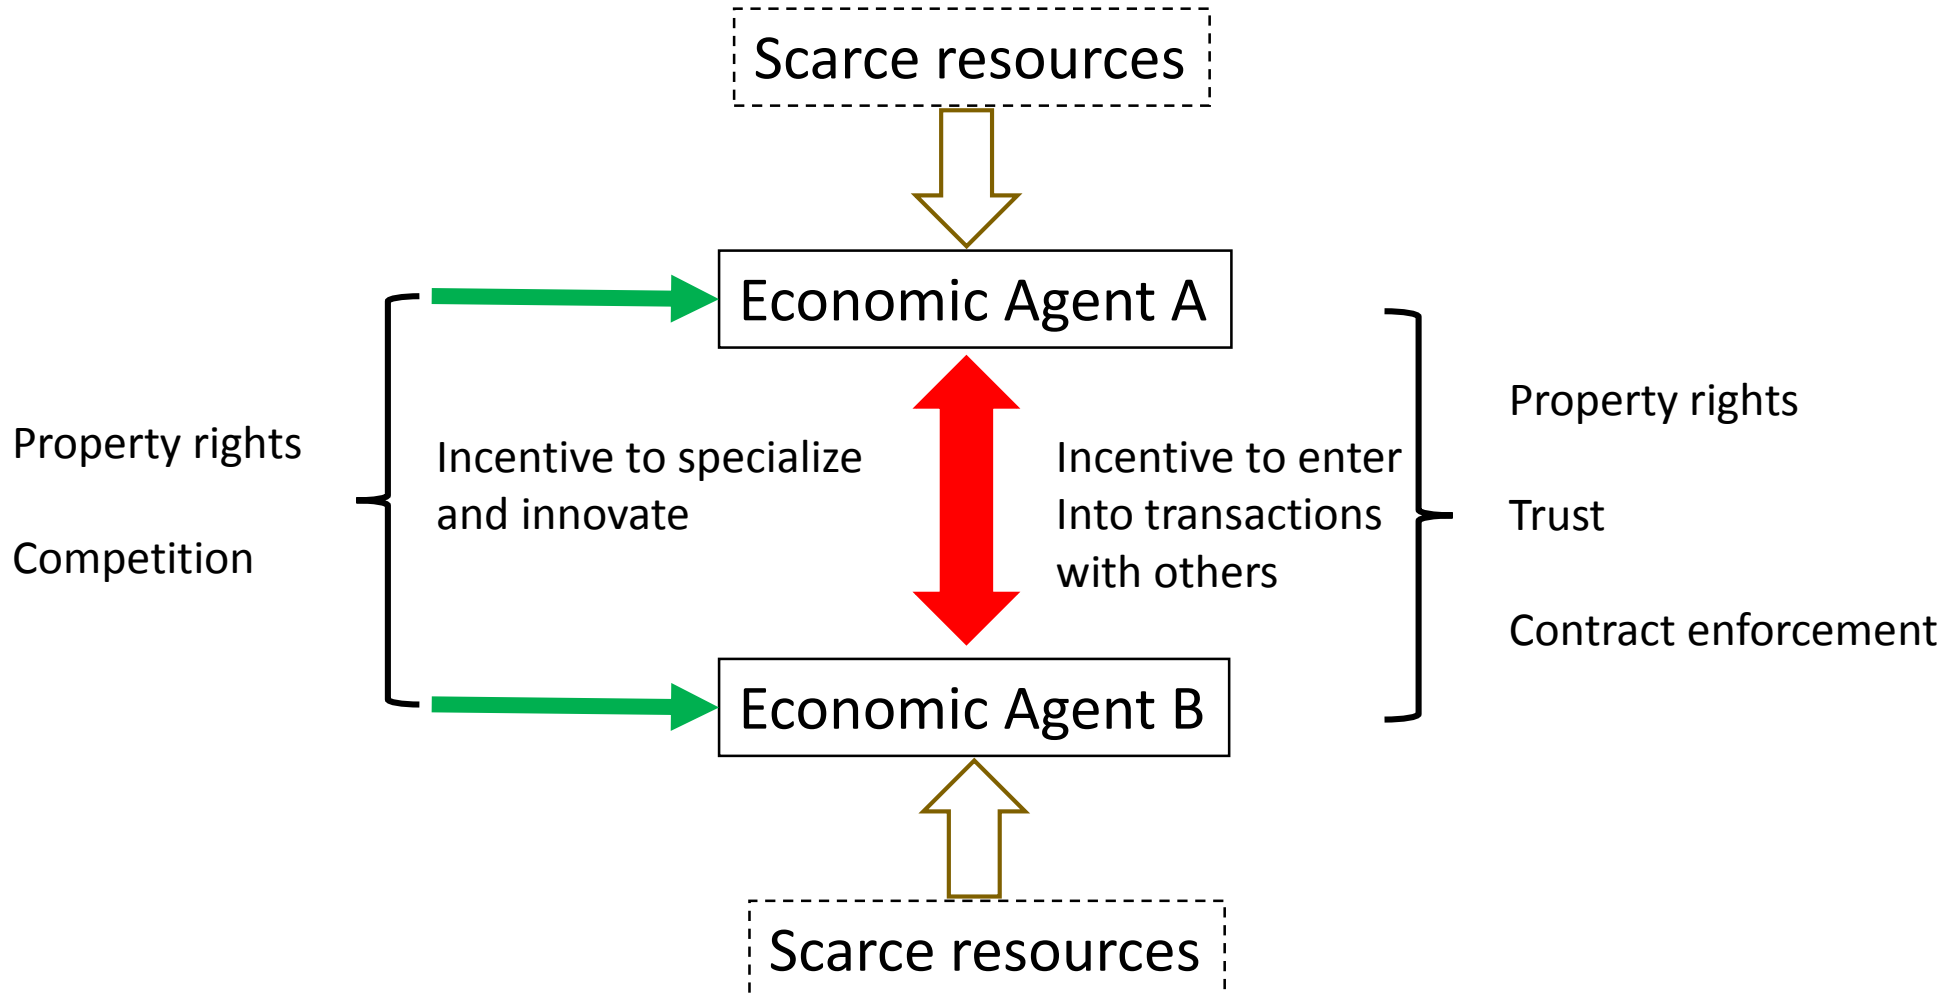 Scarce resources
Economic Agent A
Property rights
Competition
Incentive to specialize
and innovate
Incentive to enter
Into transactions
with others
Property rights
Trust
Contract enforcement
Economic Agent B
Scarce resources